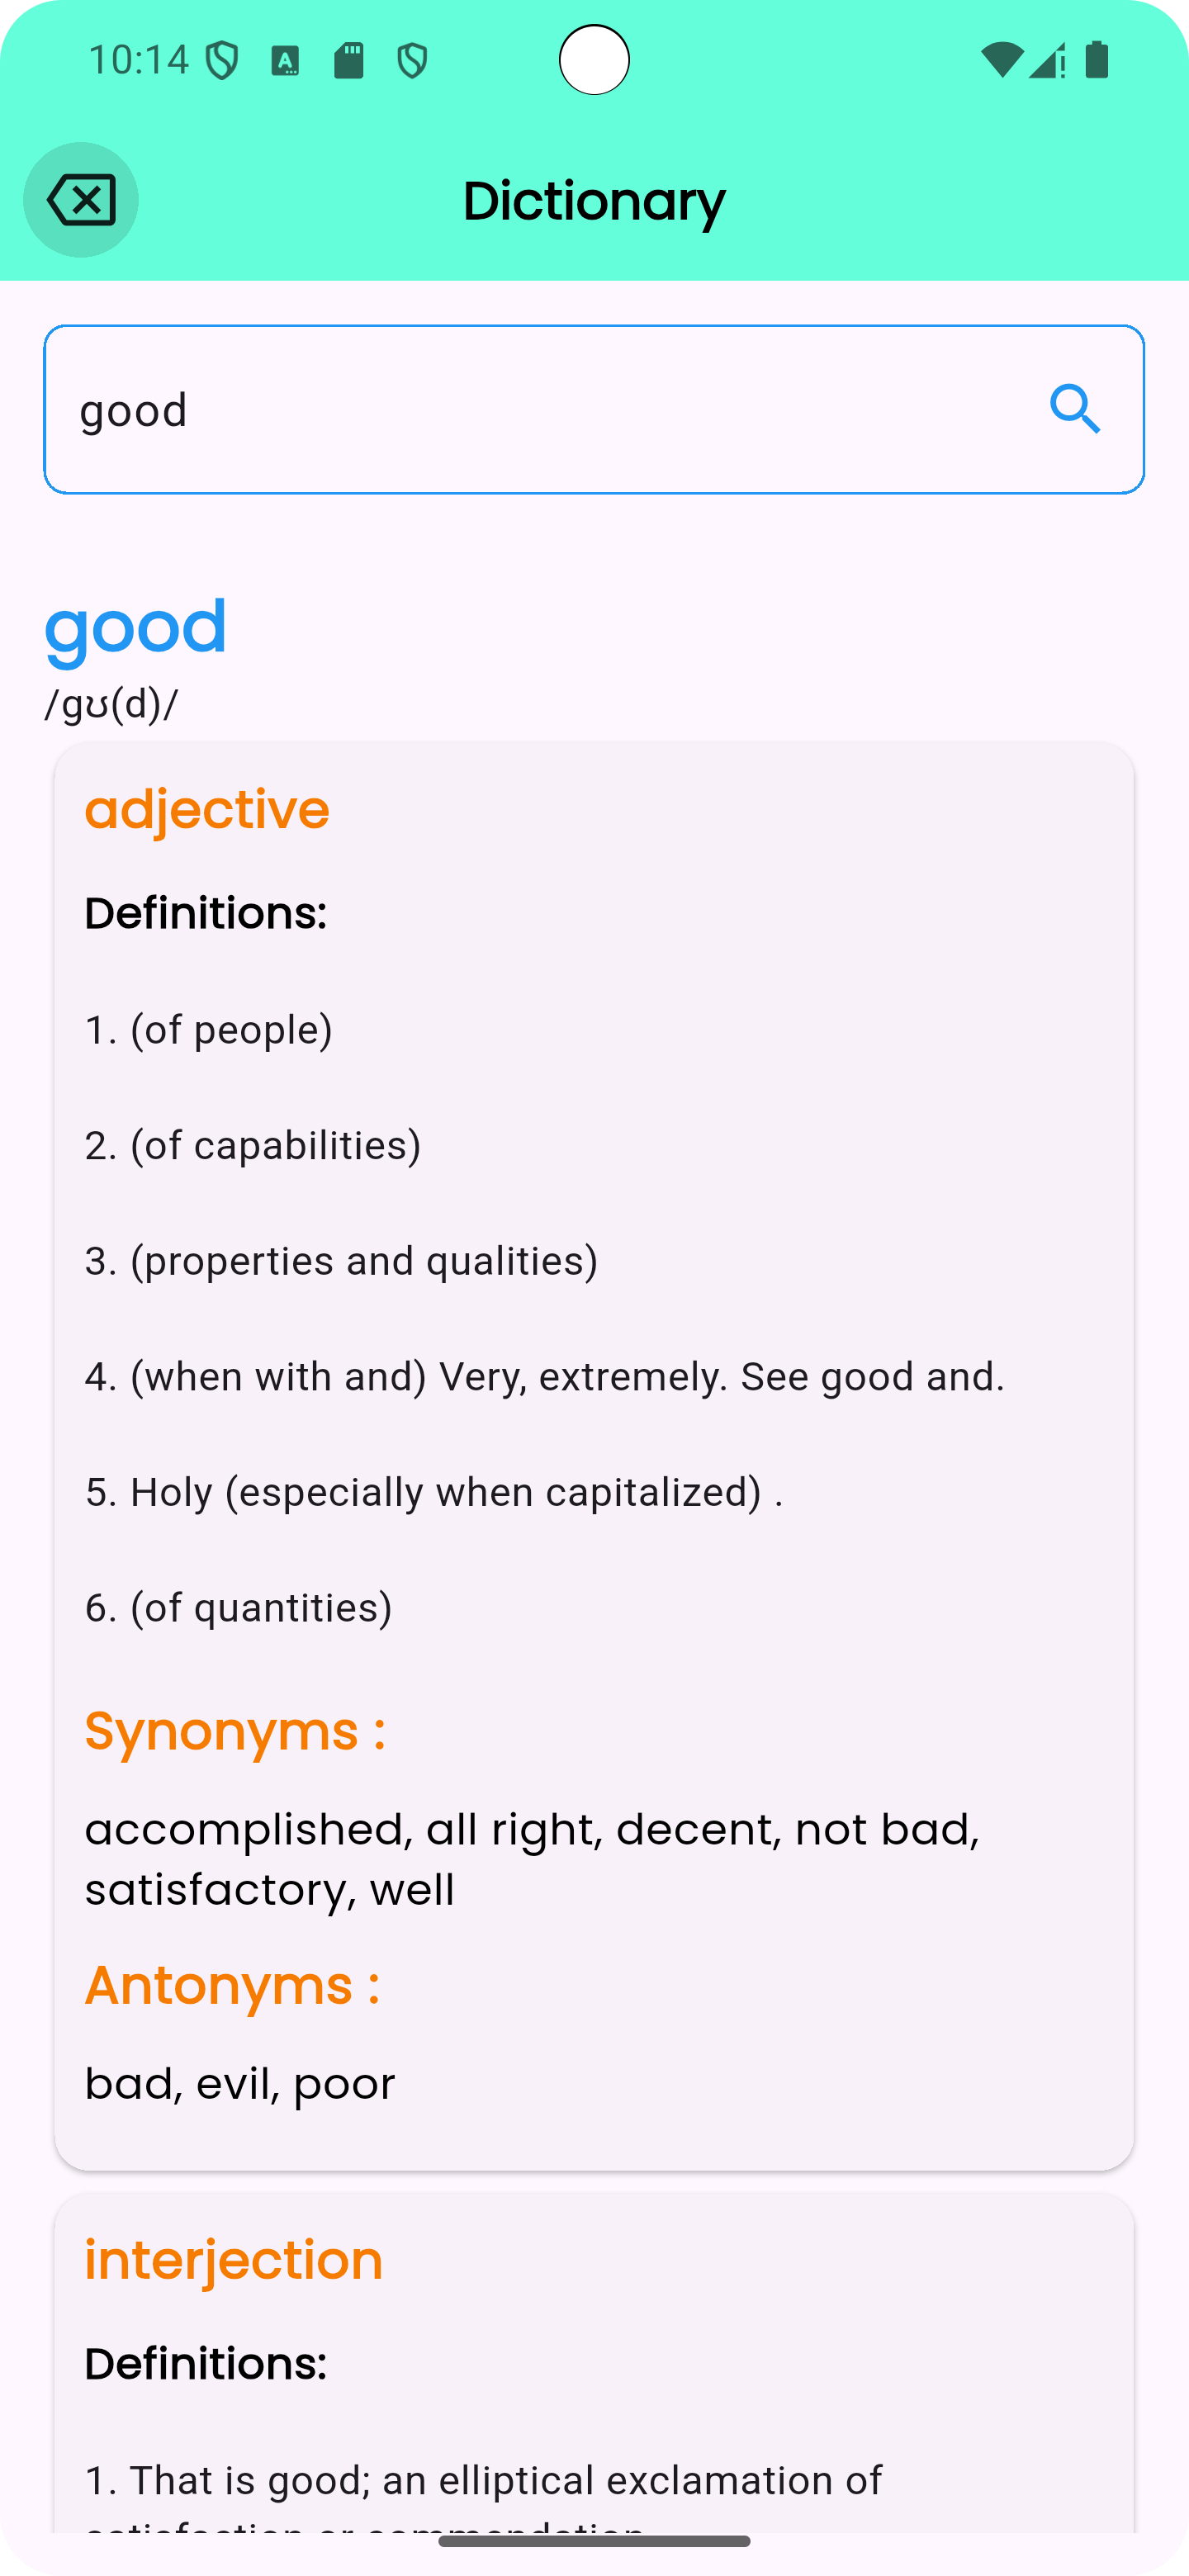 10:14
Dictionary
good
good
/ɡʊ(d)/
adjective
Definitions:
1. (of people)
2. (of capabilities)
3. (properties and qualities)
4. (when with and) Very, extremely. See good and.
5. Holy (especially when capitalized) .
6. (of quantities)
Synonyms :
accomplished, all right, decent, not bad,
satisfactory, well
Antonyms :
bad, evil, poor
interjection
Definitions:
1. That is good; an elliptical exclamation of
satisfaction or commendation